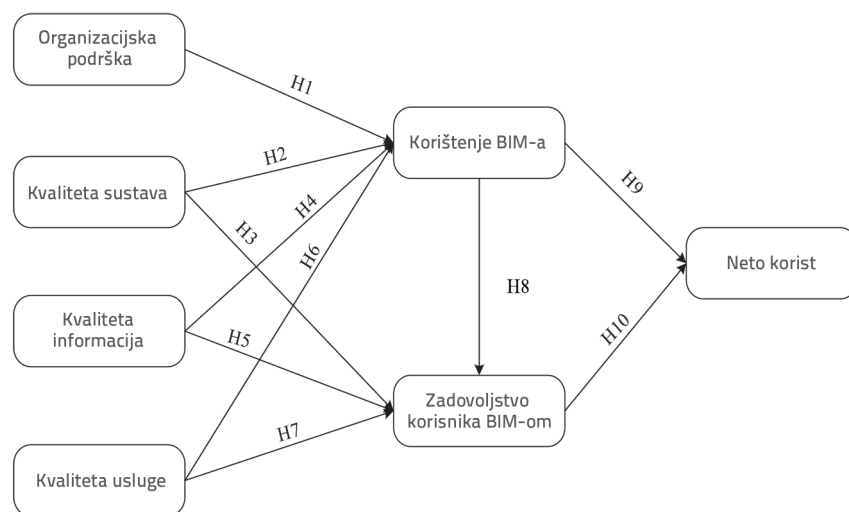 Organizacijska
podrška
H1
Korištenje BIM-a
H2
Kvaliteta sustava
H3
H4
H9
H6
Neto korist
H8
Kvaliteta
informacija
H5
H10
Zadovoljstvo
korisnika BIM-om
H7
Kvaliteta usluge